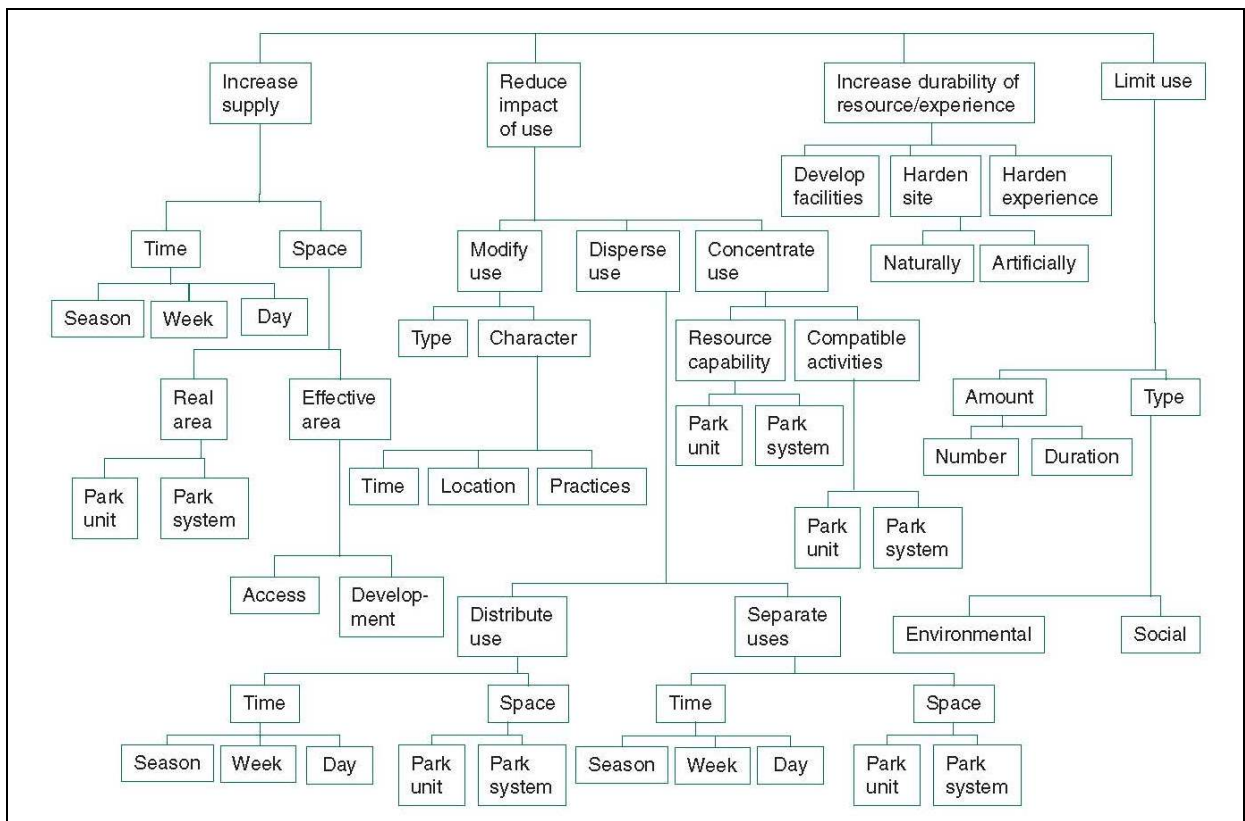 Increase
supply
Reduce
impact
of use
Increase durability of
resource/experience
Limit use
Develop
facilities
Harden
site
Harden
experience
Time
Space
Modify
use
Disperse
use
Concentrate
use
Naturally
Artificially
Season
Week
Day
Type
Character
Resource
capability
Compatible
activities
Real
area
Effective
area
Amount
Type
Park
unit
Park
system
Number
Duration
Park
unit
Park
system
Time
Location
Practices
Park
unit
Park
system
Access
Develop-
ment
Distribute
use
Separate
uses
Environmental
Social
Time
Space
Time
Space
Season
Week
Day
Park
unit
Park
system
Season
Week
Day
Park
unit
Park
system